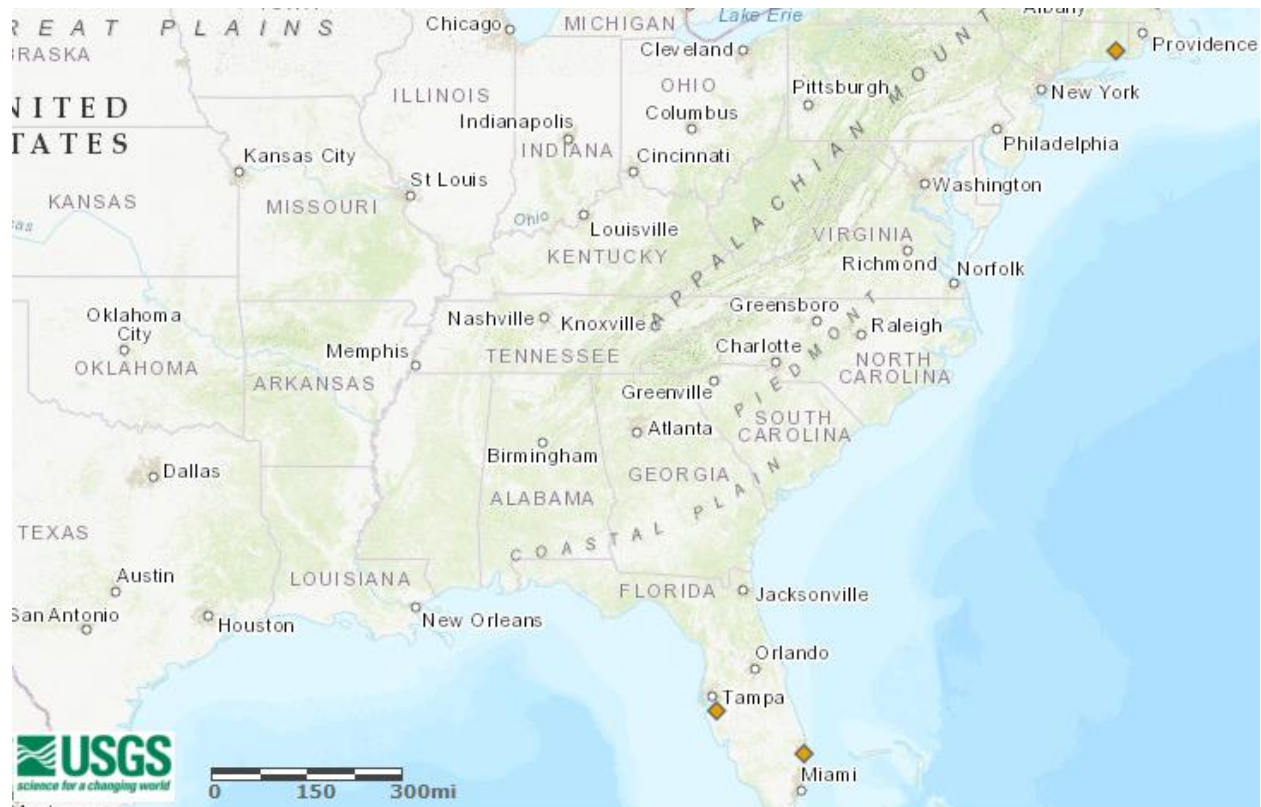 Albany
Lake Erie
MICHIGAN
Chicago
REAT PLAINS
Cleveland
Providence
BRASKA
OHIO
Pittsburgh
MOUNT
ILLINOIS
New York
NITED
Columbus
Indianapolis
TATES
INDIANA
Philadelphia
Kansas City
Cincinnati
St Louis
Washington
KANSAS
MISSOURI
Ohio
as
Louisville
APPALACHIAN
VIRGINIA
KENTUCKY
Richmond
Norfolk
Oklahoma
City
Nashville
Knoxville
Greensboro
Raleigh
Memphis
TENNESSEE
Charlotte
NORTH
CAROLINA
OKLAHOMA
ARKANSAS
Greenville
PIEDMONT
SOUTH
CAROLINA
Atlanta
Birmingham
Dallas
GEORGIA
ALABAMA
COASTAL PLAIN
TEXAS
Austin
LOUISIANA
FLORIDA
Jacksonville
San Antonio
Houston
New Orleans
Orlando
Tampa
USGS
science for a changing world
Miami
0 150 300mi